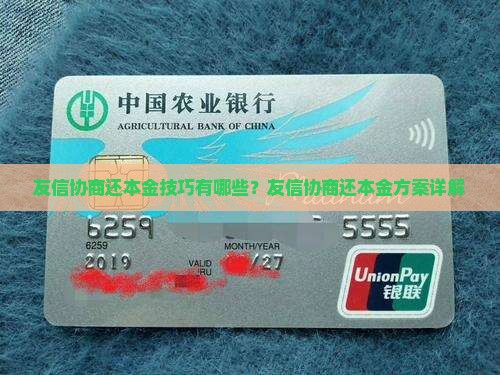 中国农业银行
AGRICULTURAL BANK OF CHINA
友信协商还本金技巧有哪些？友信协商还本金方案详解
Platinum
6259 5555
6259
MONTH/YEAR
2019
VALID
THRU
/27
UnionPay
银联